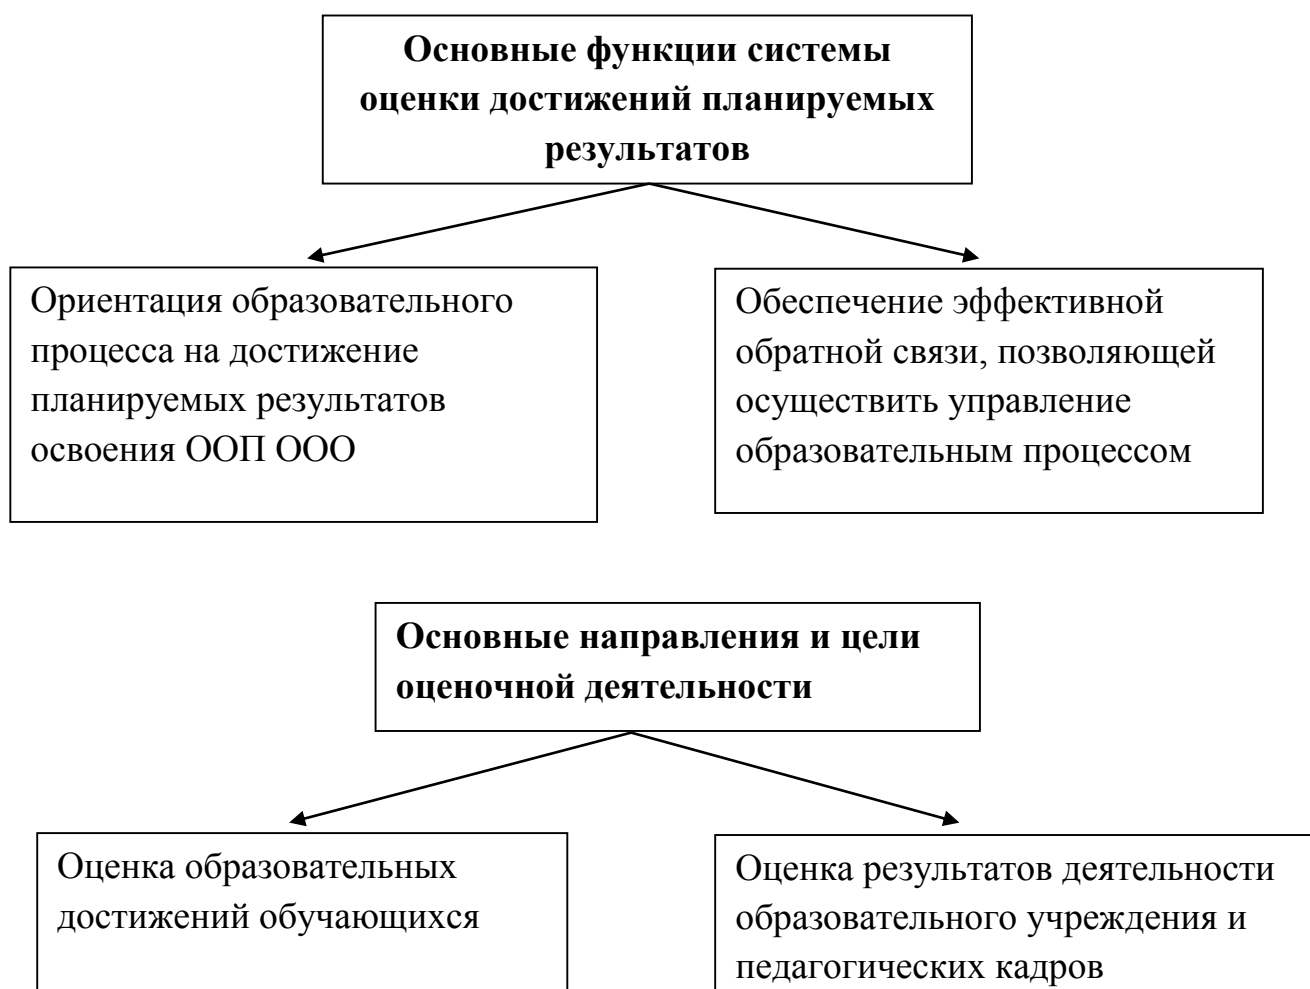 Основные функции системы
оценки достижений планируемых
результатов
Ориентация образовательного
процесса на достижение
планируемых результатов
освоения ООП ООО
Обеспечение эффективной
обратной связи, позволяющей
осуществить управление
образовательным процессом
Основные направления и цели
оценочной деятельности
Оценка образовательных
достижений обучающихся
Оценка результатов деятельности
образовательного учреждения и
педагогических кадров